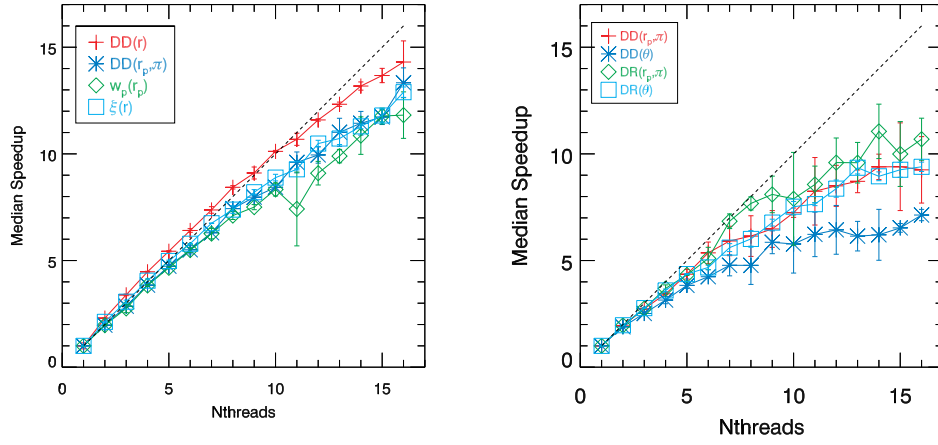 DD(r)
DD(rₚ,π)
wₚ(rₚ)
ξ(r)
15
10
5
0
Median Speedup
0 5 10 15
Nthreads
DD(rₚ,π)
DD(θ)
DR(rₚ,π)
DR(θ)
15
10
5
0
Median Speedup
0 5 10 15
Nthreads